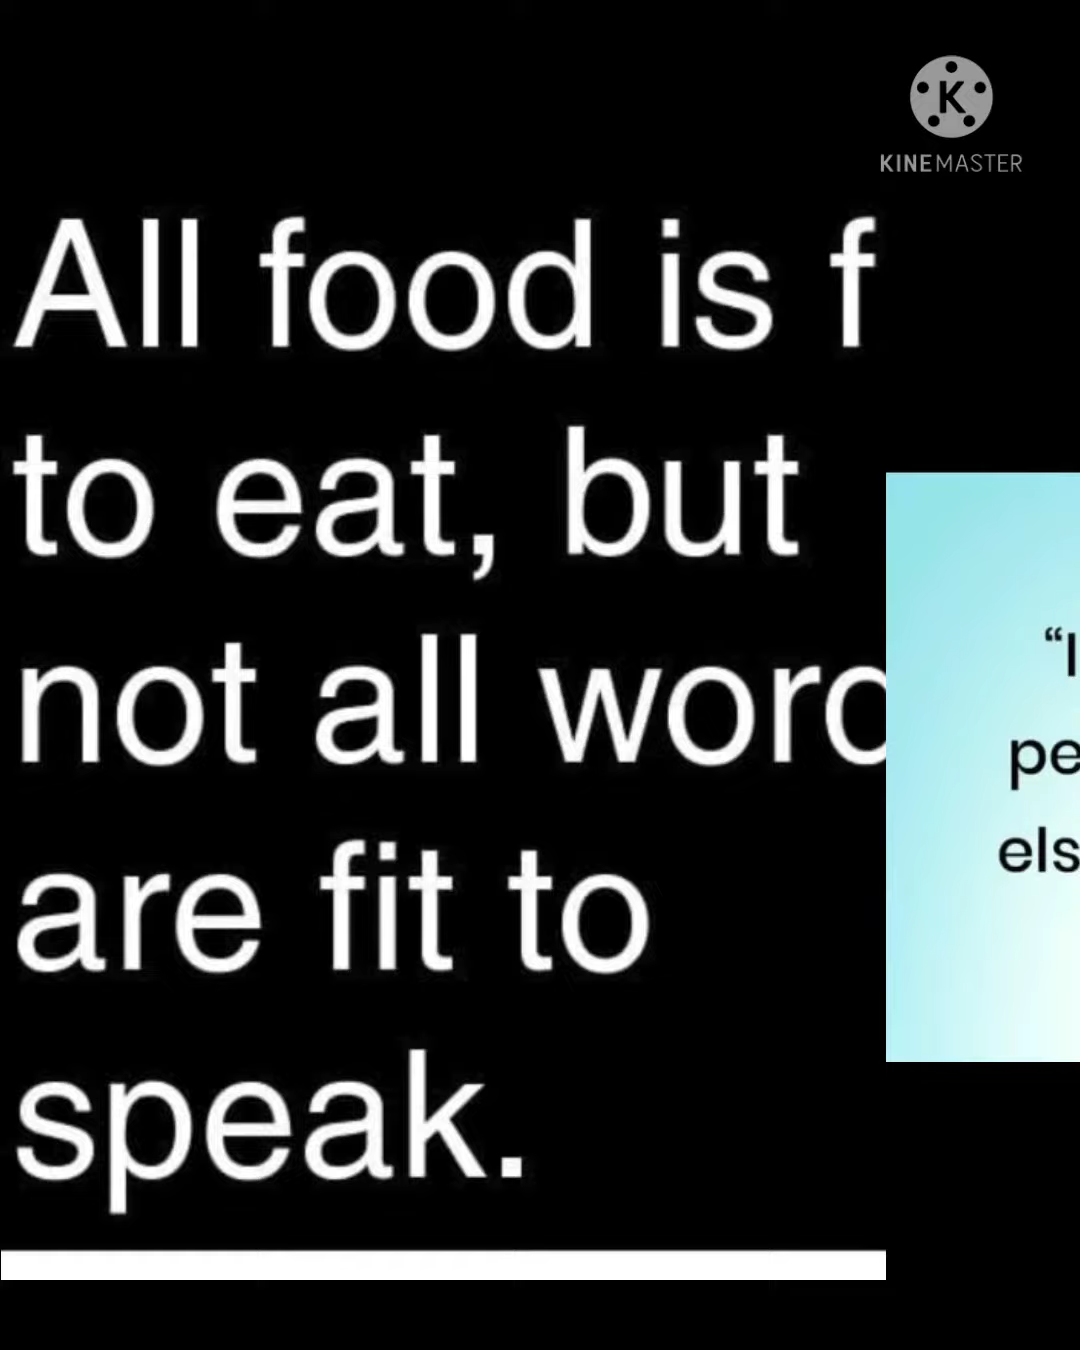 KINEMASTER
All food is f
to eat, but
not all word
are fit to
speak.
“I
pe
els